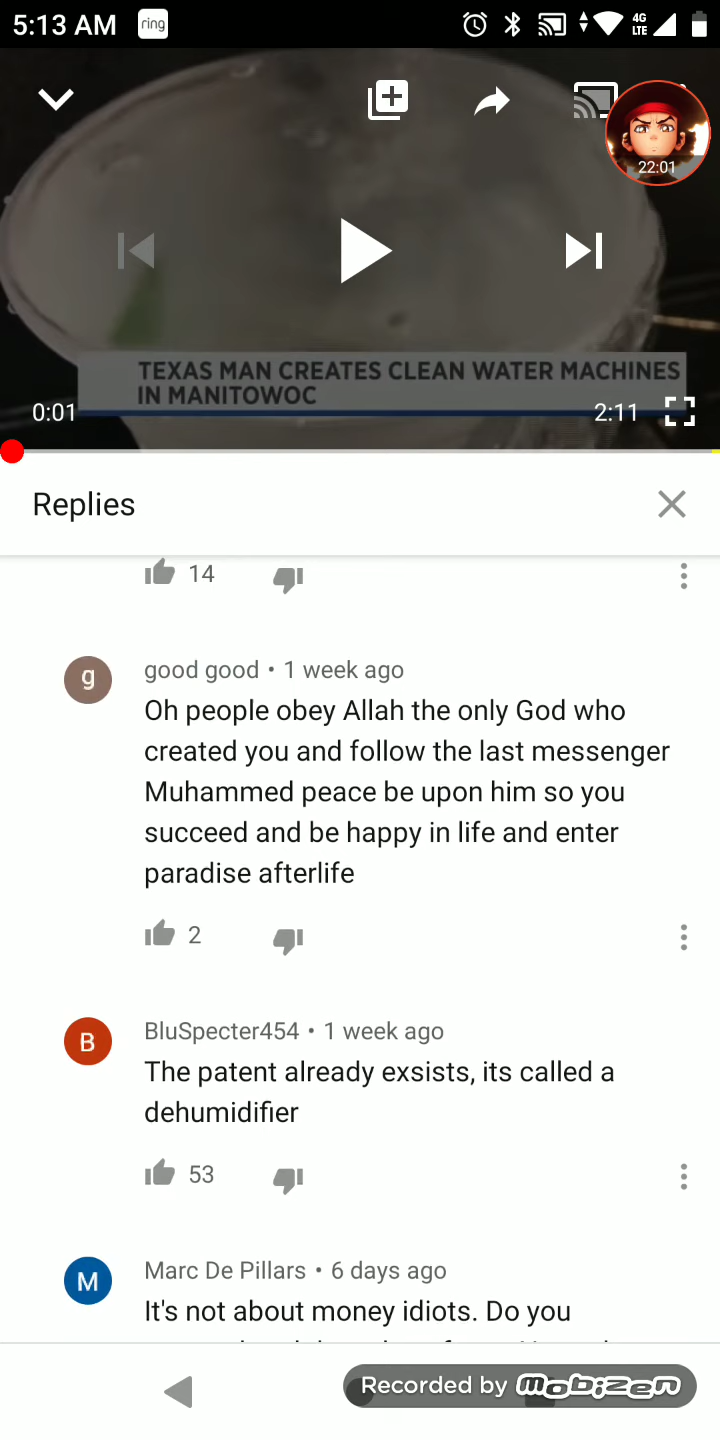 5:13 AM ring 4G LTE
22:01
TEXAS MAN CREATES CLEAN WATER MACHINES
IN MANITOWOC
0:01 2:11
Replies
14
g good good • 1 week ago
Oh people obey Allah the only God who
created you and follow the last messenger
Muhammed peace be upon him so you
succeed and be happy in life and enter
paradise afterlife
2
B BluSpecter454 • 1 week ago
The patent already exsists, its called a
dehumidifier
53
M Marc De Pillars • 6 days ago
It's not about money idiots. Do you
Recorded by mobizen